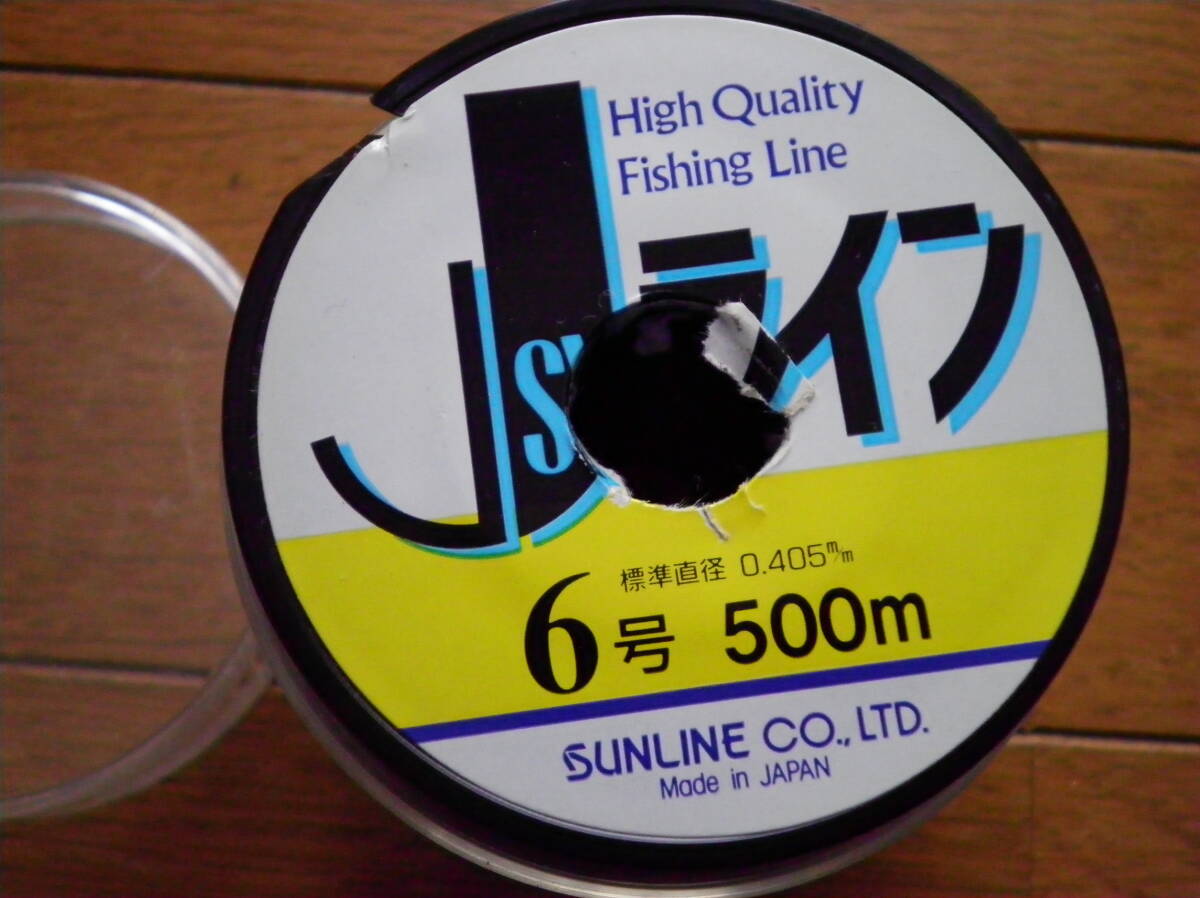 High Quality
Fishing Line
Jライン
標準直径 0.405m/m
6号 500m
SUNLINE CO., LTD.
Made in JAPAN